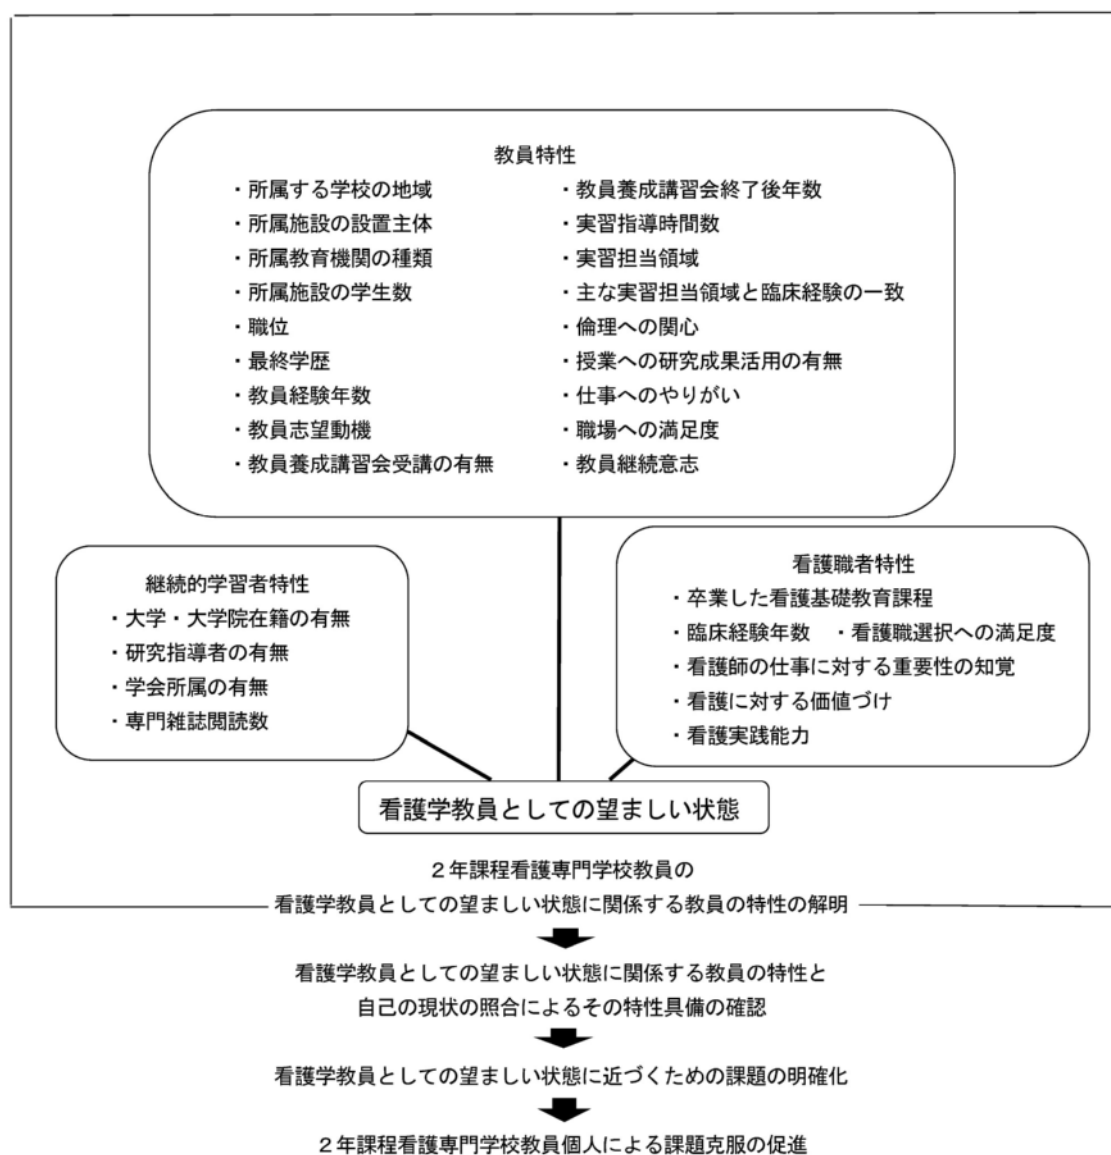 教員特性
・所属する学校の地域
・所属施設の設置主体
・所属教育機関の種類
・所属施設の学生数
・職位
・最終学歴
・教員経験年数
・教員志望動機
・教員養成講習会受講の有無
・教員養成講習会終了後年数
・実習指導時間数
・実習担当領域
・主な実習担当領域と臨床経験の一致
・倫理への関心
・授業への研究成果活用の有無
・仕事へのやりがい
・職場への満足度
・教員継続意志
継続的学習者特性
・大学・大学院在籍の有無
・研究指導者の有無
・学会所属の有無
・専門雑誌閲読数
看護職者特性
・卒業した看護基礎教育課程
・臨床経験年数　・看護職選択への満足度
・看護師の仕事に対する重要性の知覚
・看護に対する価値づけ
・看護実践能力
看護学教員としての望ましい状態
２年課程看護専門学校教員の
看護学教員としての望ましい状態に関係する教員の特性の解明
看護学教員としての望ましい状態に関係する教員の特性と
自己の現状の照合によるその特性具備の確認
看護学教員としての望ましい状態に近づくための課題の明確化
２年課程看護専門学校教員個人による課題克服の促進